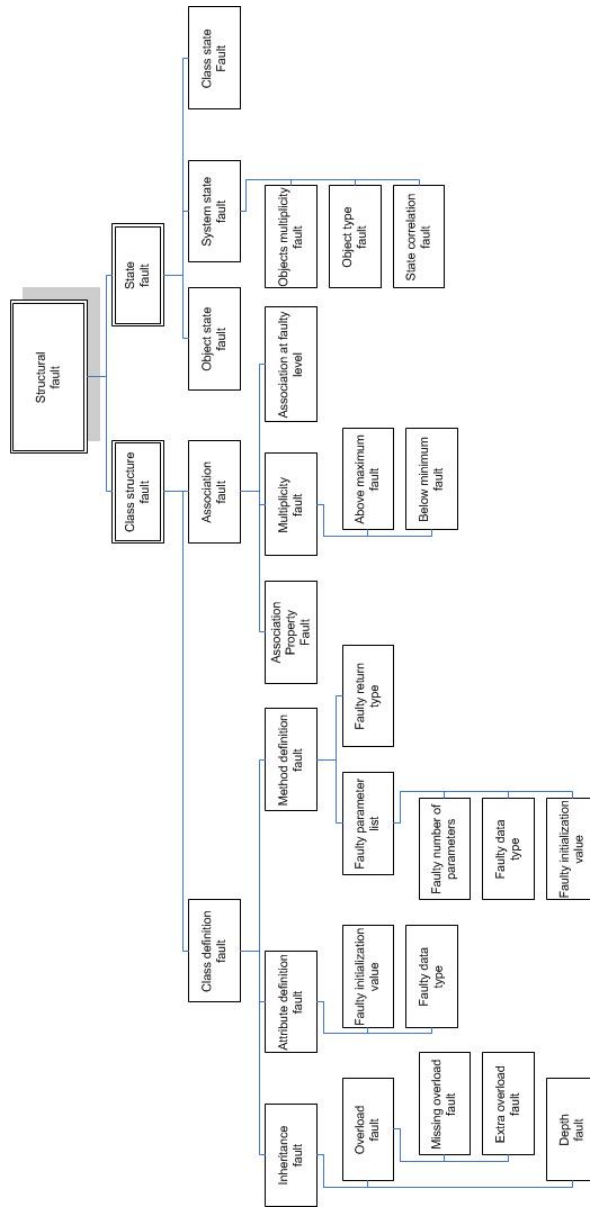 Structural
fault
Class structure
fault
State
fault
Class definition
fault
Association
fault
Object state
fault
System state
fault
Class state
Fault
Inheritance
fault
Attribute definition
fault
Method definition
fault
Association
Property
Fault
Multiplicity
fault
Association at faulty
level
Objects multiplicity
fault
Object type
fault
State correlation
fault
Overload
fault
Missing overload
fault
Extra overload
fault
Depth
fault
Faulty initialization
value
Faulty data
type
Faulty parameter
list
Faulty return
type
Faulty number of
parameters
Faulty data
type
Faulty initialization
value
Above maximum
fault
Below minimum
fault